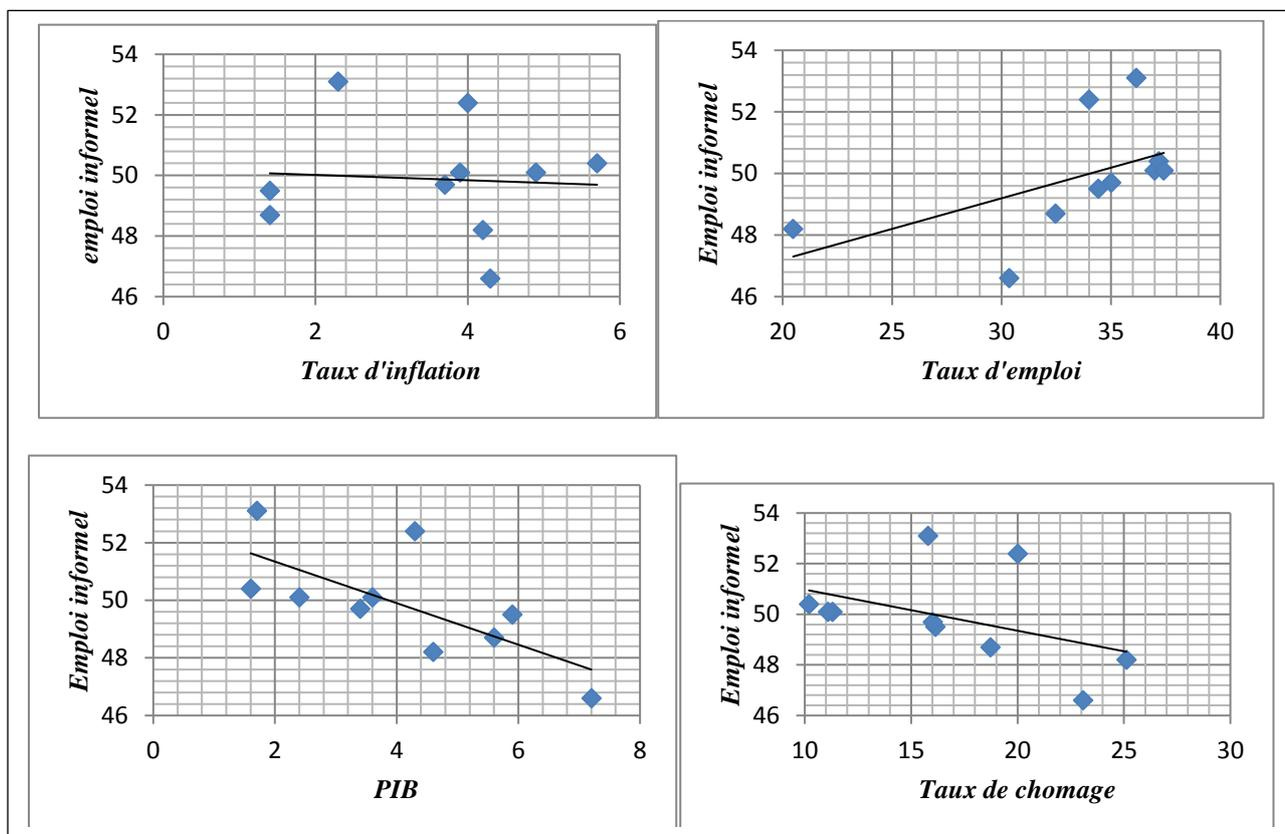 54
52
50
48
46
0 2 4 6
emploi informel
Taux d'inflation
54
52
50
48
46
20 25 30 35 40
Emploi informel
Taux d'emploi
54
52
50
48
46
0 2 4 6 8
Emploi informel
PIB
54
52
50
48
46
10 15 20 25 30
Emploi informel
Taux de chomage